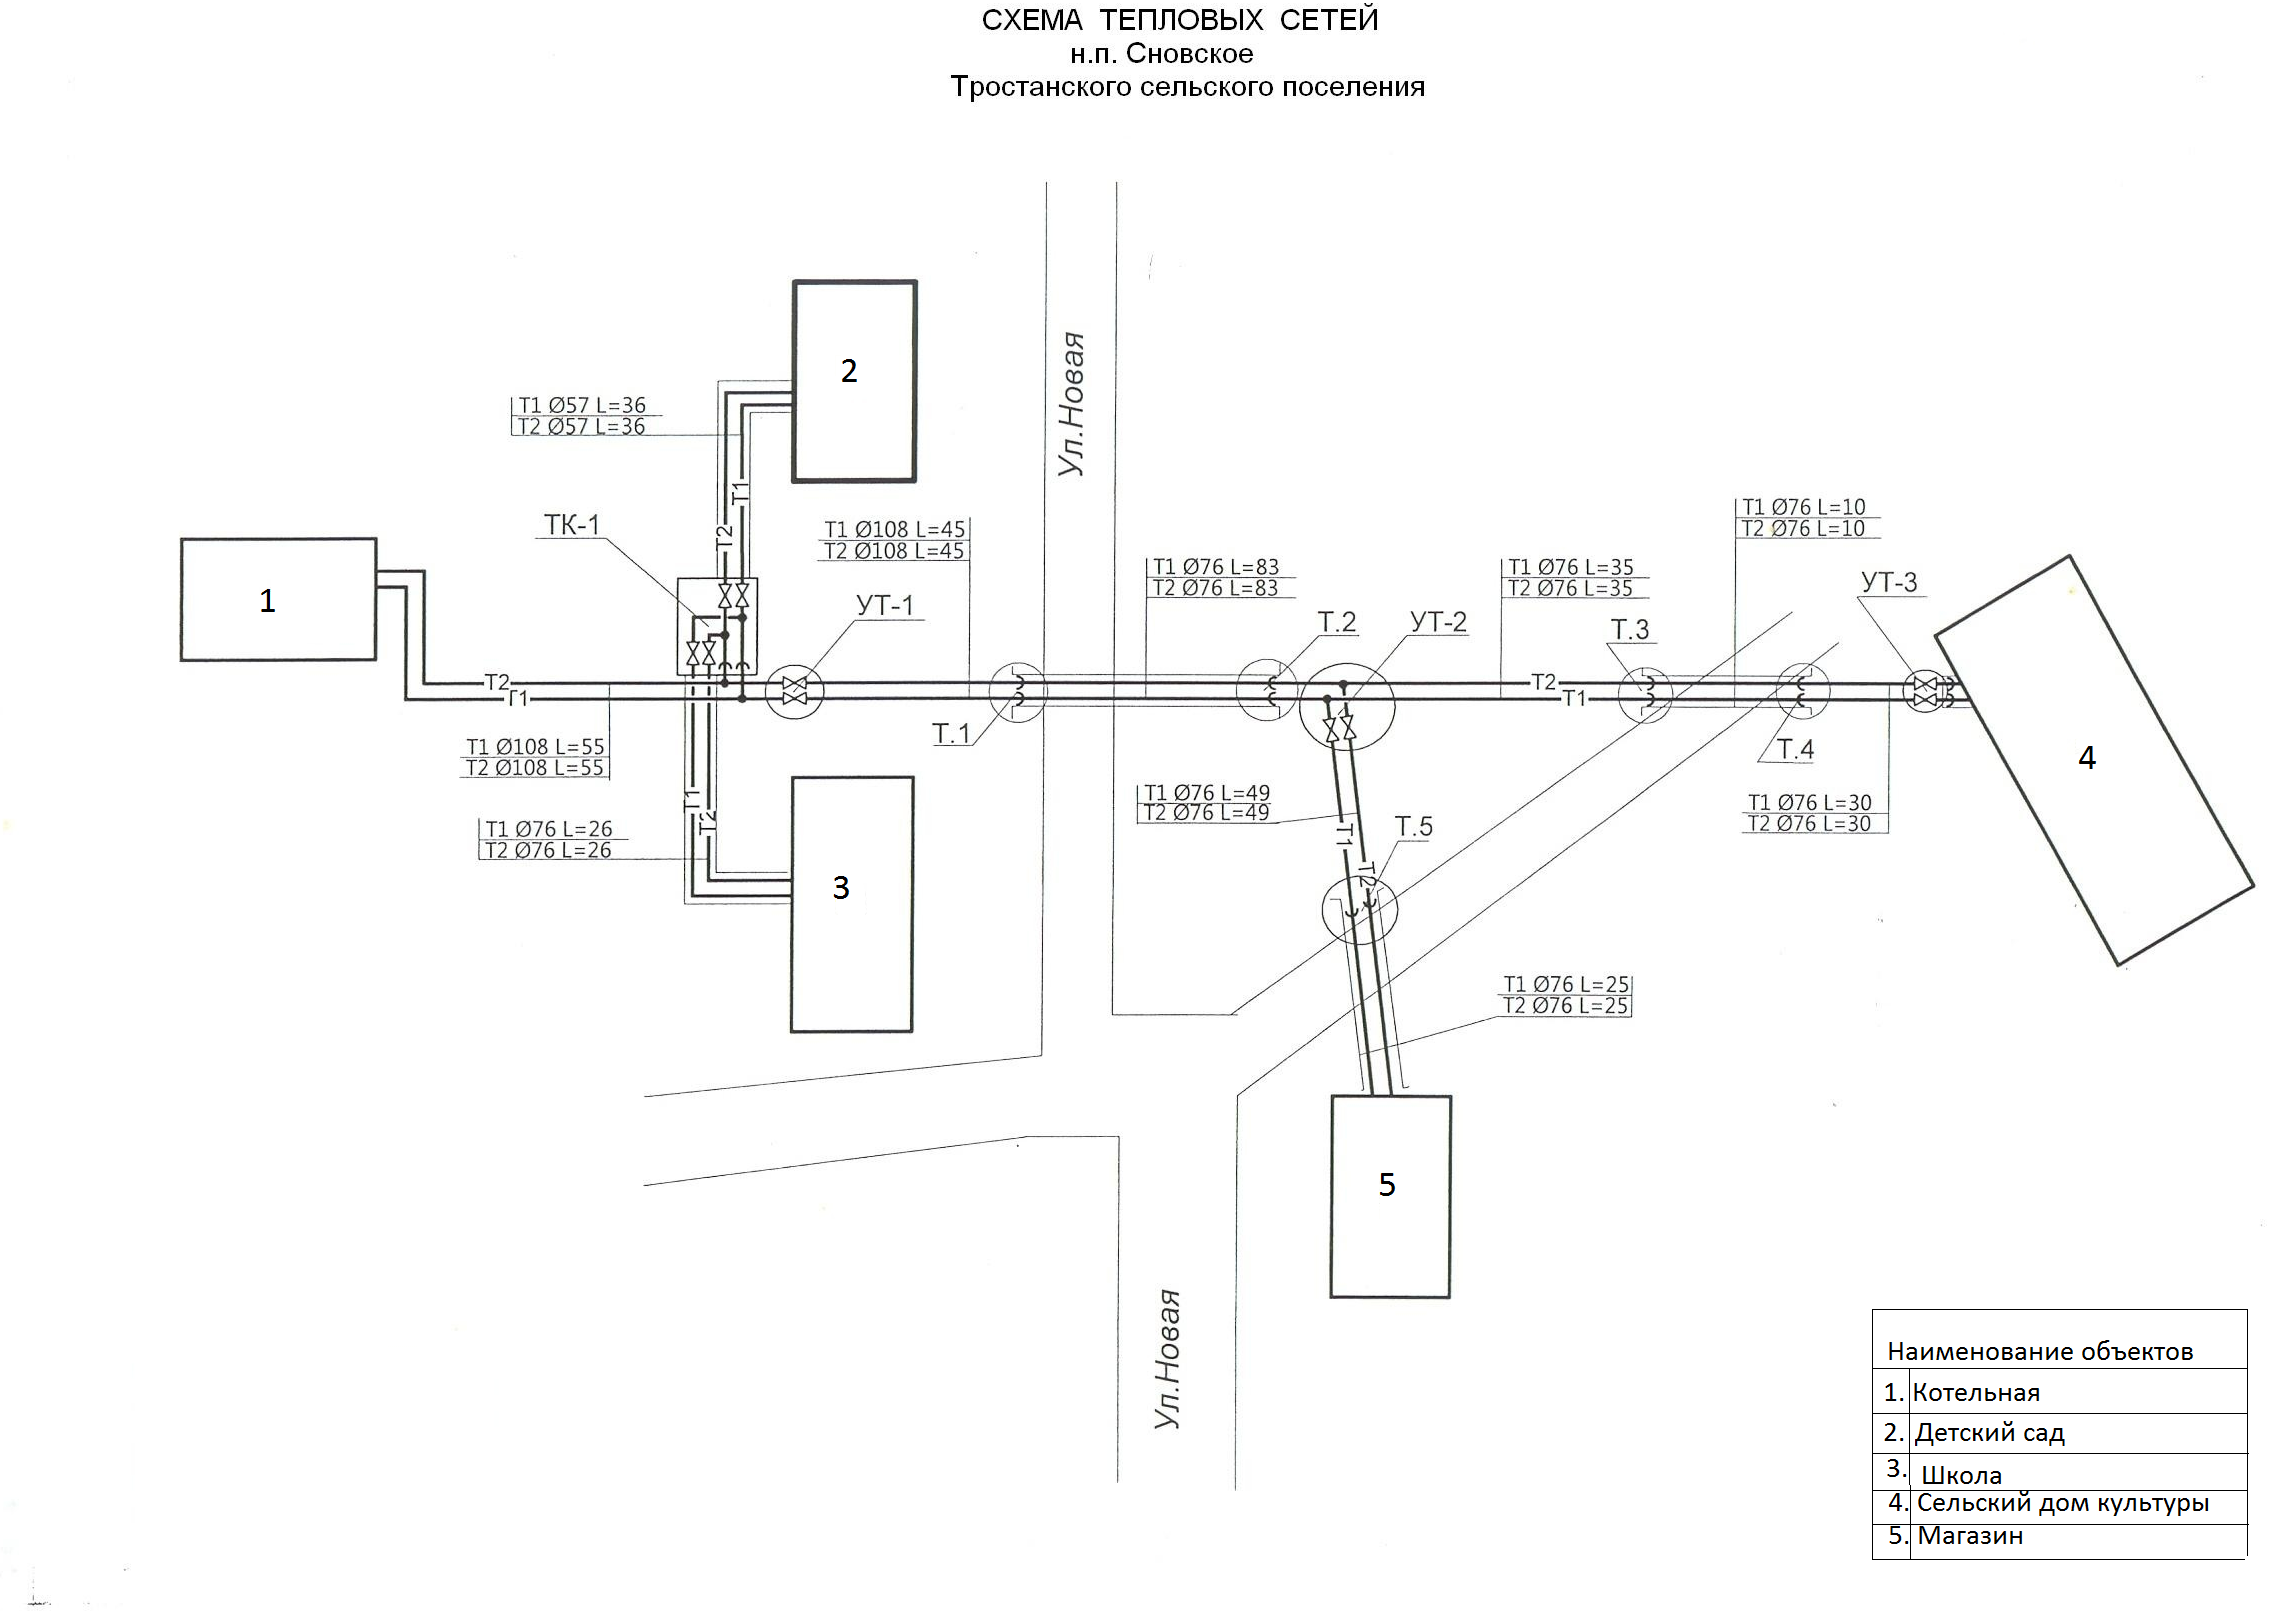 СХЕМА ТЕПЛОВЫХ СЕТЕЙ
н.п. Сновское
Тростанского сельского поселения
Ул.Новая
2
Т1 Ø57 L=36
Т2 Ø57 L=36
Т1
Т2
ТК-1
1
Т1 Ø108 L=45
Т2 Ø108 L=45
Т1 Ø76 L=83
Т2 Ø76 L=83
Т1 Ø76 L=35
Т2 Ø76 L=35
Т1 Ø76 L=10
Т2 Ø76 L=10
УТ-1
Т.2
УТ-2
Т.3
УТ-3
Т2
Г1
Т2
Т1
Т.1
Т.4
4
Т1 Ø108 L=55
Т2 Ø108 L=55
Т1
Т2
Т1 Ø76 L=26
Т2 Ø76 L=26
3
Т1 Ø76 L=49
Т2 Ø76 L=49
Т1
Т2
Т.5
Т1 Ø76 L=30
Т2 Ø76 L=30
Т1 Ø76 L=25
Т2 Ø76 L=25
5
Ул.Новая
Наименование объектов
1. Котельная
2. Детский сад
3. Школа
4. Сельский дом культуры
5. Магазин